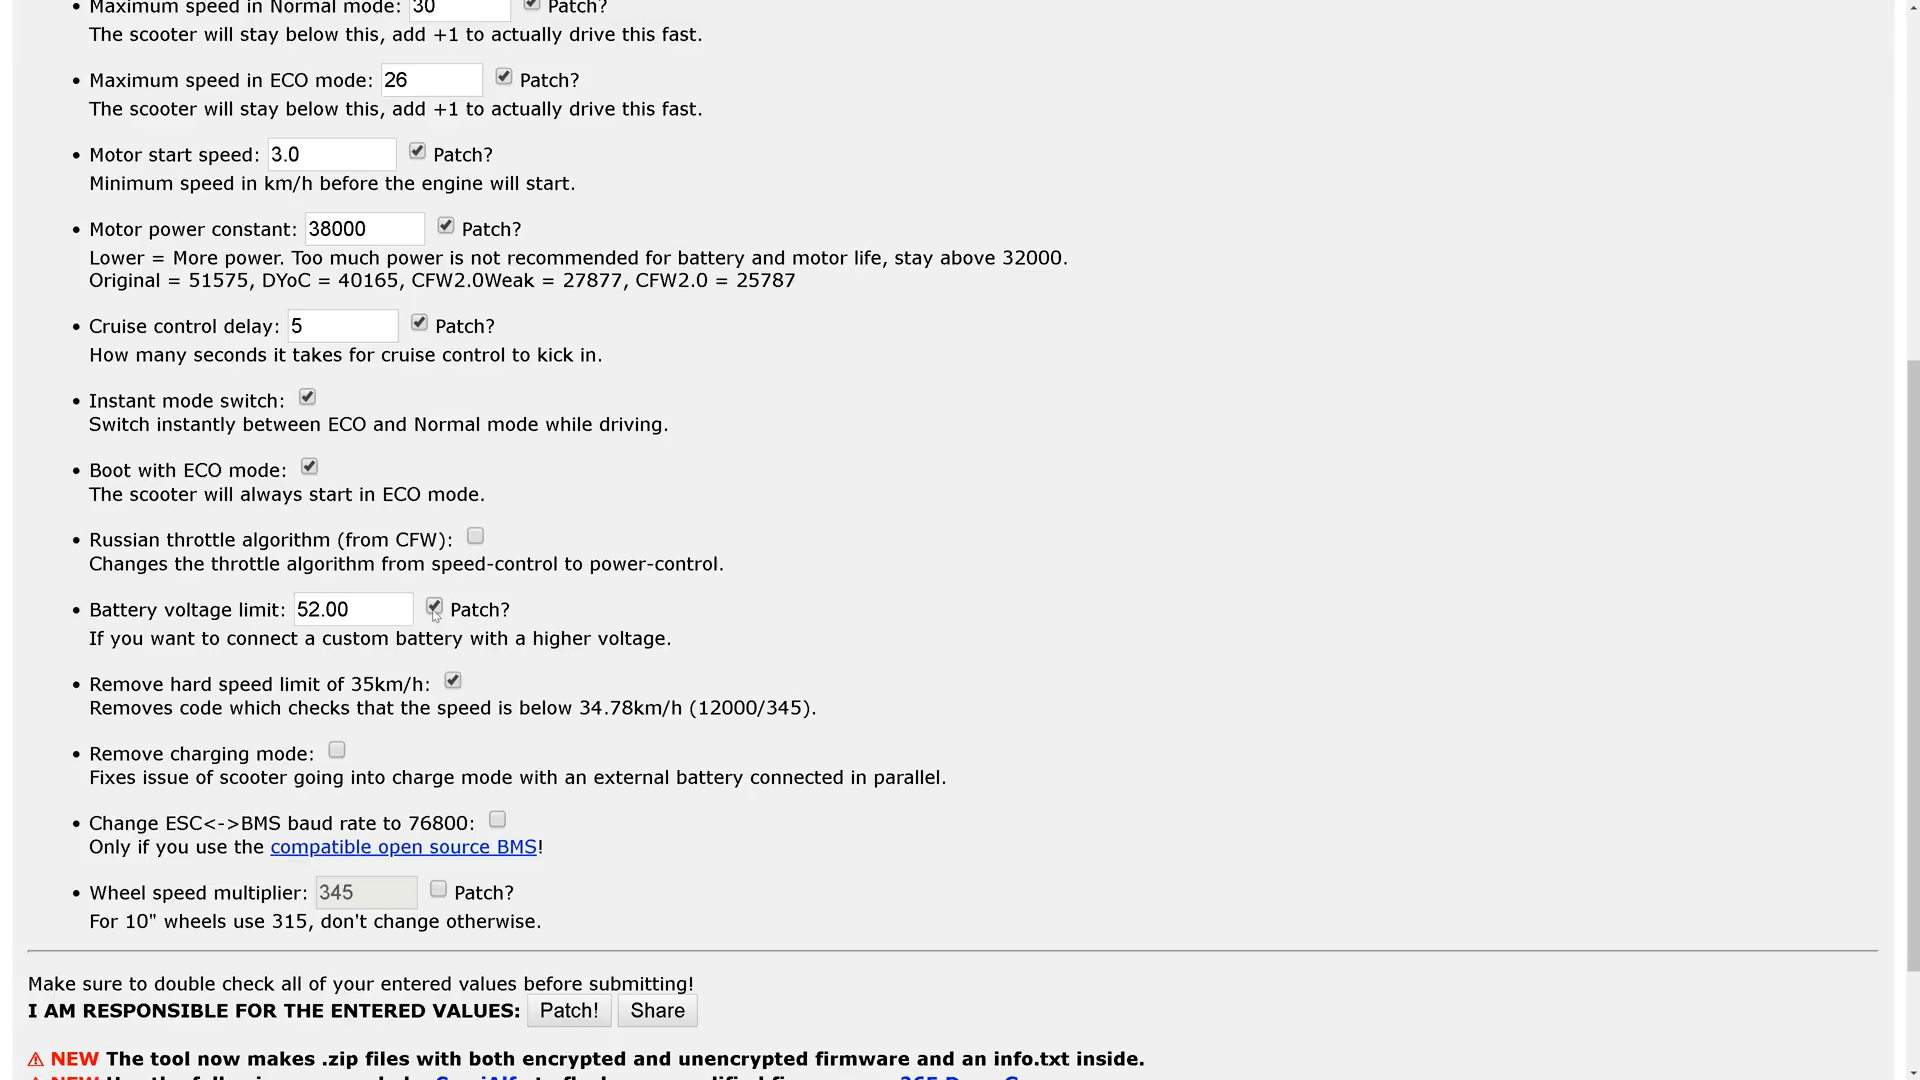 Maximum speed in Normal mode: 30 Patch?
The scooter will stay below this, add +1 to actually drive this fast.
Maximum speed in ECO mode: 26 Patch?
The scooter will stay below this, add +1 to actually drive this fast.
Motor start speed: 3.0 Patch?
Minimum speed in km/h before the engine will start.
Motor power constant: 38000 Patch?
Lower = More power. Too much power is not recommended for battery and motor life, stay above 32000.
Original = 51575, DYoC = 40165, CFW2.0Weak = 27877, CFW2.0 = 25787
Cruise control delay: 5 Patch?
How many seconds it takes for cruise control to kick in.
Instant mode switch:
Switch instantly between ECO and Normal mode while driving.
Boot with ECO mode:
The scooter will always start in ECO mode.
Russian throttle algorithm (from CFW):
Changes the throttle algorithm from speed-control to power-control.
Battery voltage limit: 52.00 Patch?
If you want to connect a custom battery with a higher voltage.
Remove hard speed limit of 35km/h:
Removes code which checks that the speed is below 34.78km/h (12000/345).
Remove charging mode:
Fixes issue of scooter going into charge mode with an external battery connected in parallel.
Change ESC<->BMS baud rate to 76800:
Only if you use the compatible open source BMS!
Wheel speed multiplier: 345 Patch?
For 10" wheels use 315, don't change otherwise.
Make sure to double check all of your entered values before submitting!
I AM RESPONSIBLE FOR THE ENTERED VALUES: Patch! Share
⚠ NEW The tool now makes .zip files with both encrypted and unencrypted firmware and an info.txt inside.